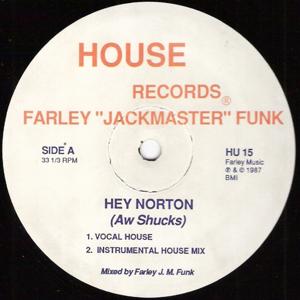 HOUSE
RECORDS®
FARLEY "JACKMASTER" FUNK
SIDE A
33 1/3 RPM
HU 15
Farley Music
℗ & © 1987
BMI
HEY NORTON
(Aw Shucks)
1. VOCAL HOUSE
2. INSTRUMENTAL HOUSE MIX
Mixed by Farley J. M. Funk